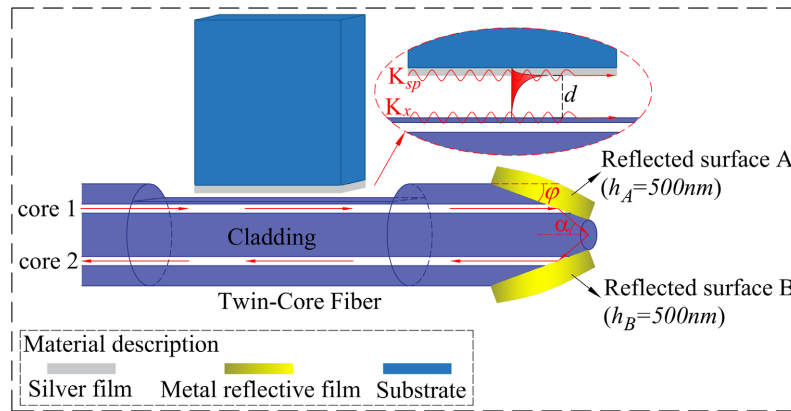 K_sp
d
K_x
Reflected surface A
(h_A=500nm)
φ
core 1
α
Cladding
core 2
Reflected surface B
(h_B=500nm)
Twin-Core Fiber
Material description
Silver film Metal reflective film Substrate